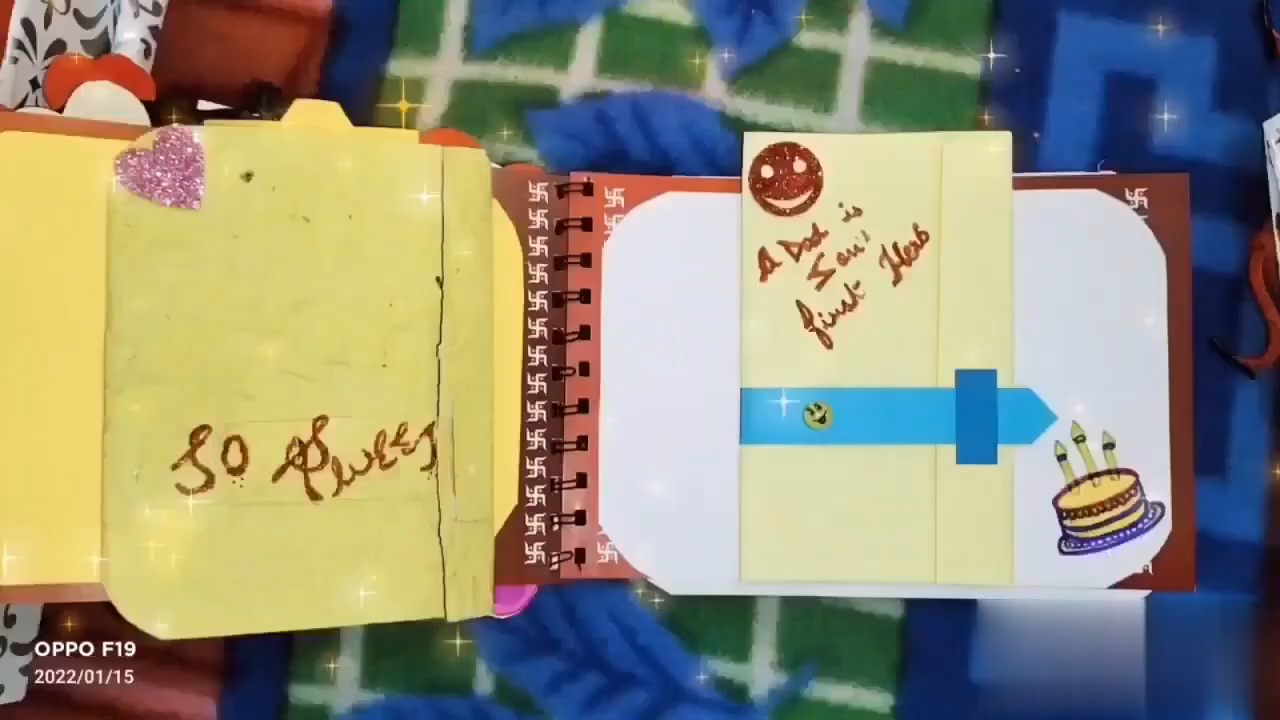 SO SWEET
A Dad is
Son's
first Hero
OPPO F19
2022/01/15